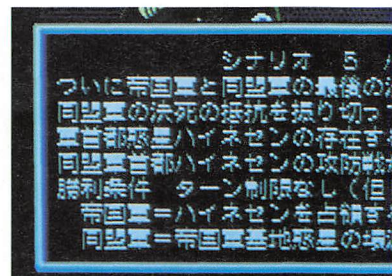 シナリオ 5
ついに帝国軍と同盟軍の最後の
同盟軍の決死の抵抗を振り切っ
軍首都惑星ハイネセンの存在す
同盟軍首都ハイネセンの攻防戦
勝利条件 ターン制限なし(但
帝国軍=ハイネセンを占領す
同盟軍=帝国軍基地惑星の壊